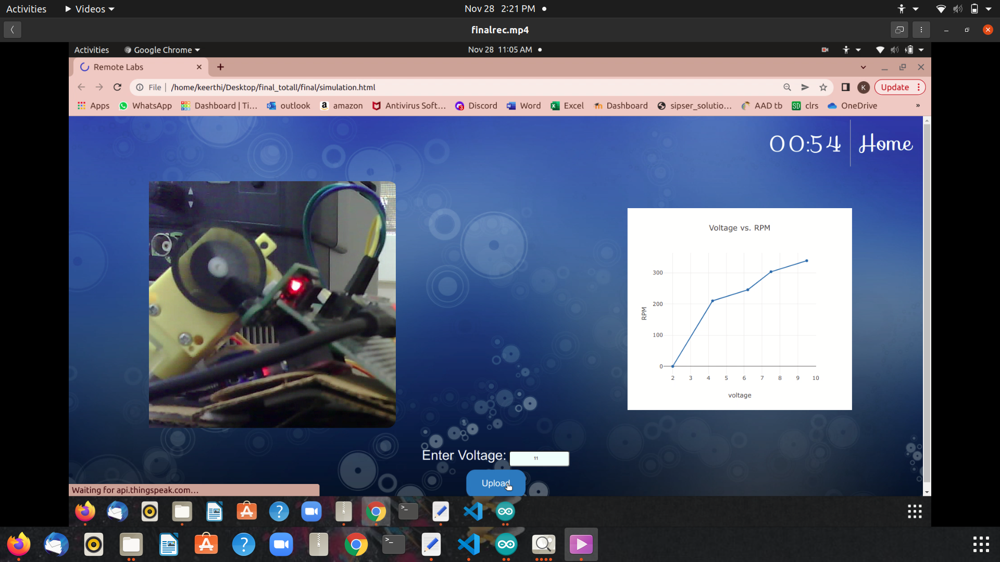 Activities Videos Nov 28 2:21 PM
finalrec.mp4
Activities Google Chrome Nov 28 11:05 AM
Remote Labs
File /home/keerthi/Desktop/final_totall/final/simulation.html K Update
Apps WhatsApp Dashboard | Ti... outlook amazon Antivirus Soft... Discord Word Excel Dashboard sipser_solutio... AAD tb clrs OneDrive »
00:54 Home
Voltage vs. RPM
300
200
100
0
RPM
2 3 4 5 6 7 8 9 10
voltage
Enter Voltage: 11
Upload
Waiting for api.thingspeak.com...